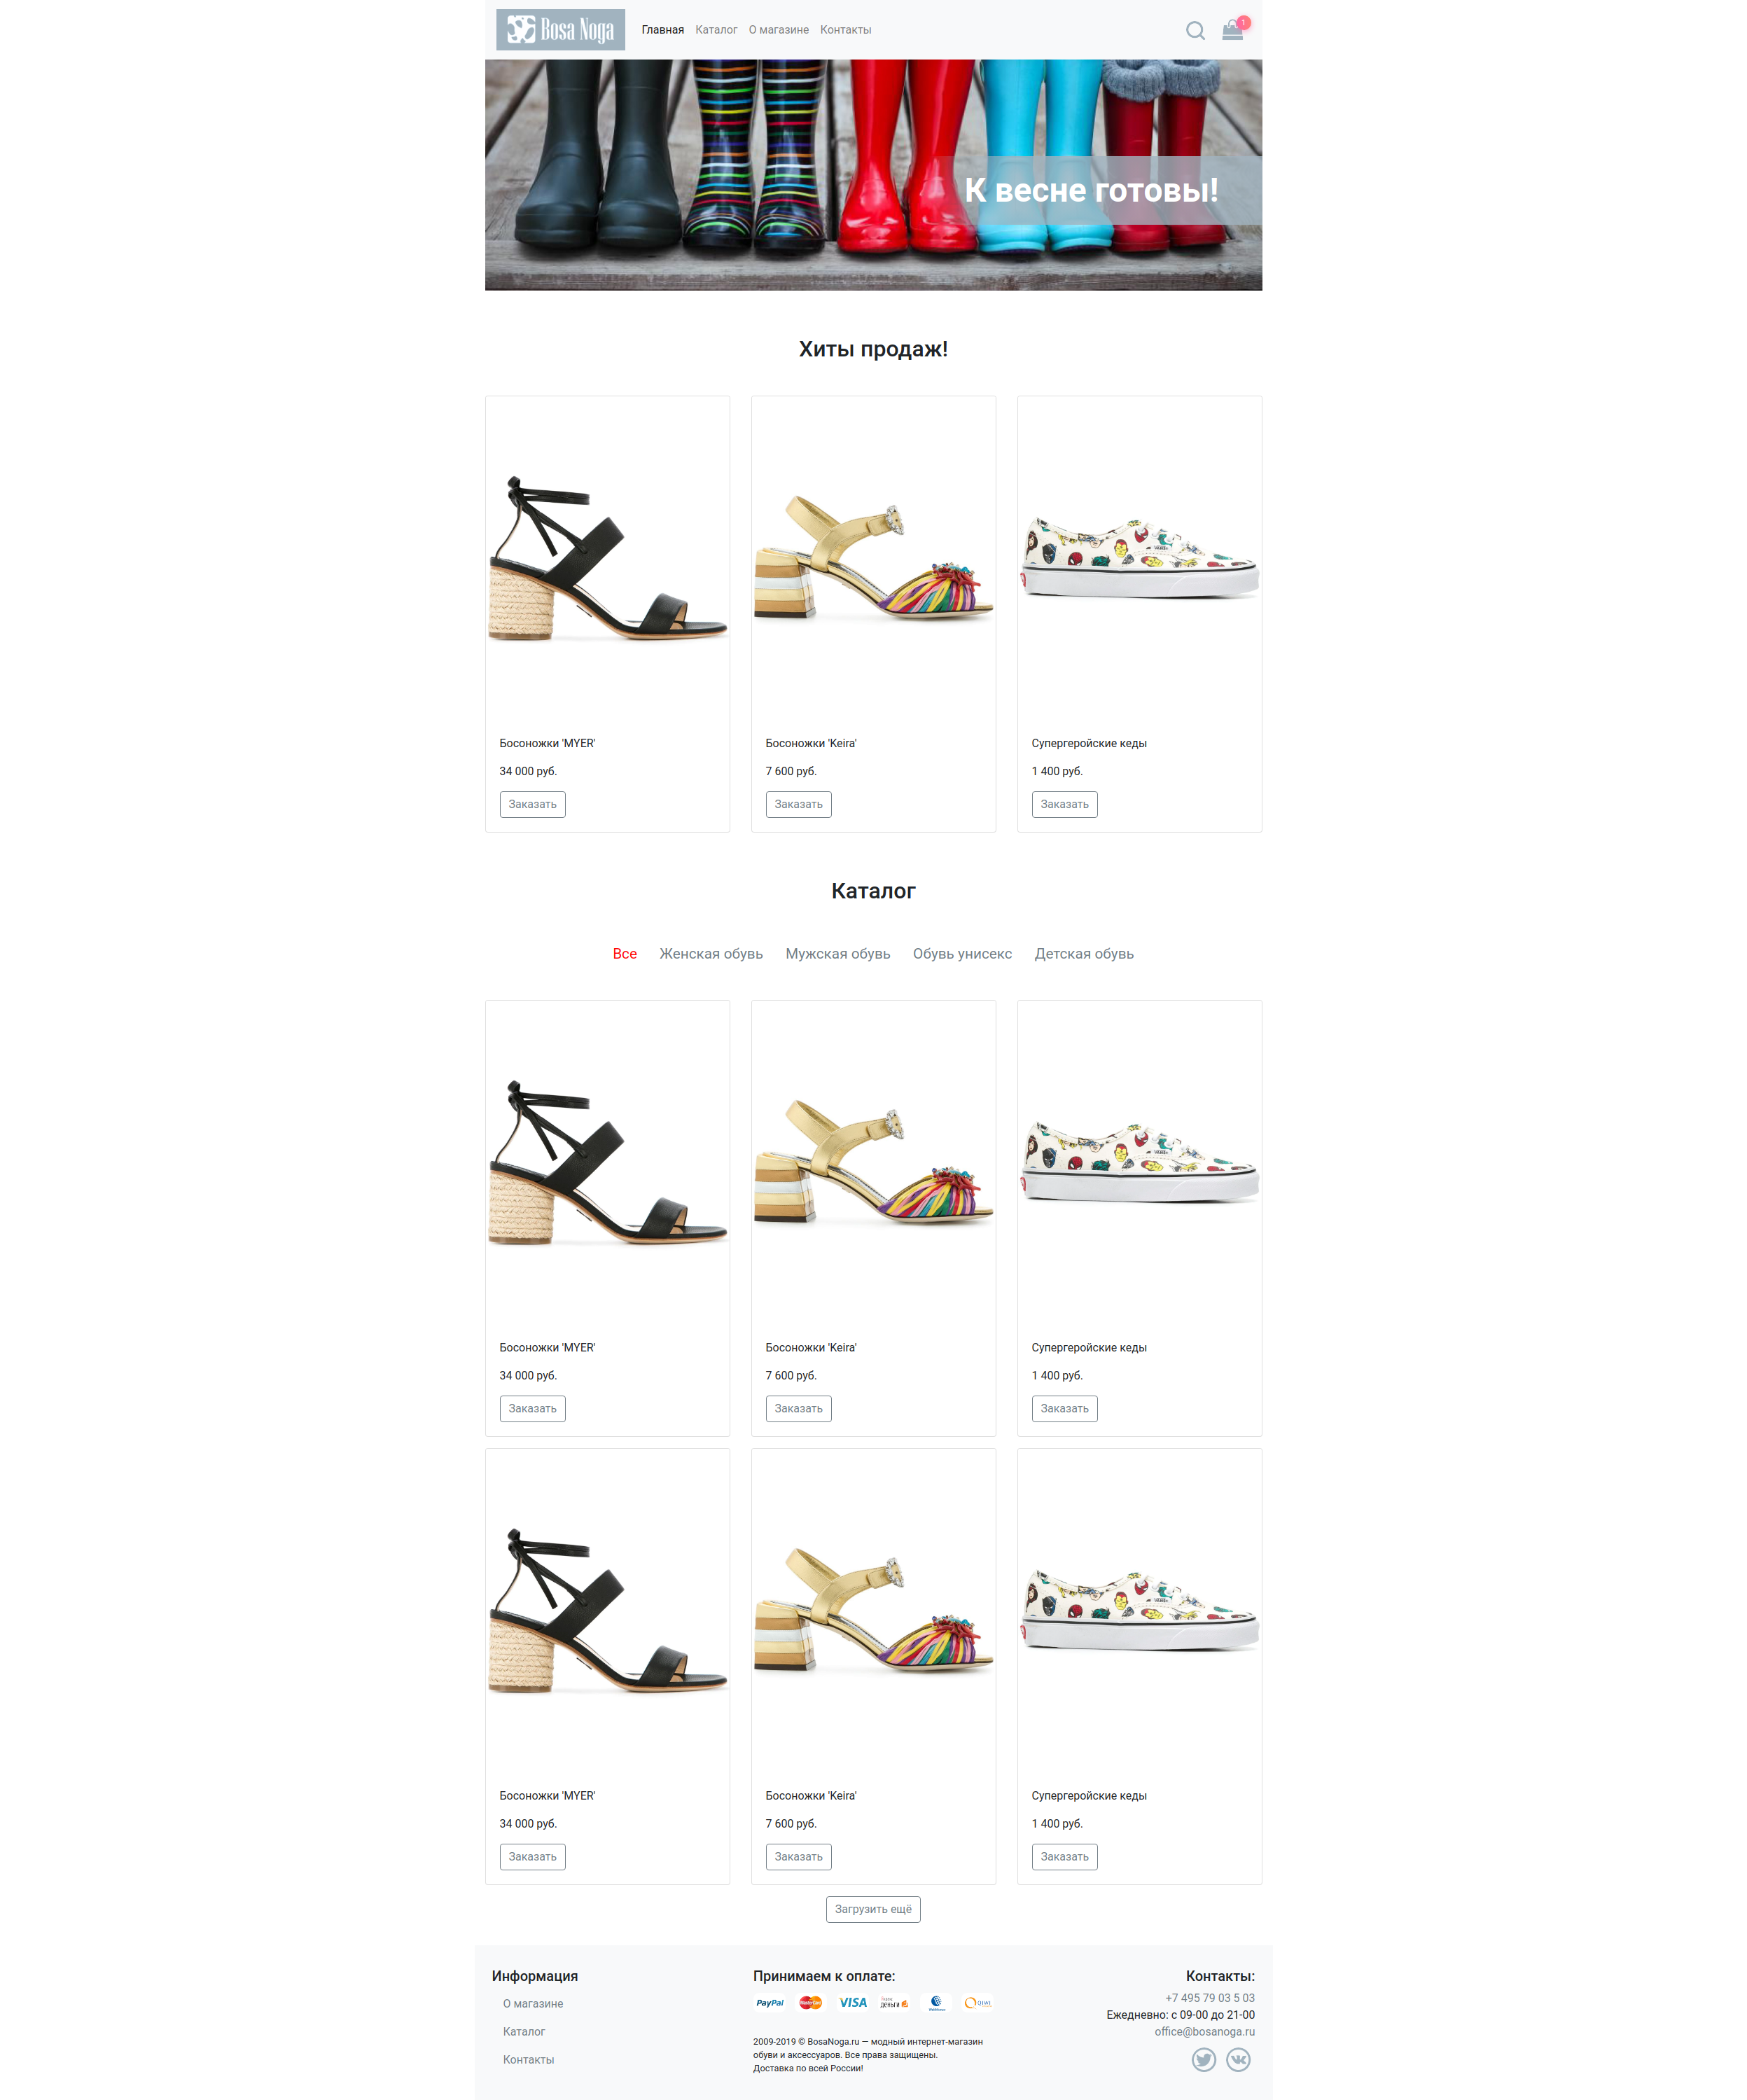 Bosa Noga
Главная Каталог О магазине Контакты
1
К весне готовы!
Хиты продаж!
Босоножки 'MYER'
34 000 руб.
Заказать
Босоножки 'Keira'
7 600 руб.
Заказать
Супергеройские кеды
1 400 руб.
Заказать
Каталог
Все Женская обувь Мужская обувь Обувь унисекс Детская обувь
Босоножки 'MYER'
34 000 руб.
Заказать
Босоножки 'Keira'
7 600 руб.
Заказать
Супергеройские кеды
1 400 руб.
Заказать
Босоножки 'MYER'
34 000 руб.
Заказать
Босоножки 'Keira'
7 600 руб.
Заказать
Супергеройские кеды
1 400 руб.
Заказать
Загрузить ещё
Информация
О магазине
Каталог
Контакты
Принимаем к оплате:
PayPal MasterCard VISA деньги
2009-2019 © BosaNoga.ru — модный интернет-магазин
обуви и аксессуаров. Все права защищены.
Доставка по всей России!
Контакты:
+7 495 79 03 5 03
Ежедневно: с 09-00 до 21-00
office@bosanoga.ru